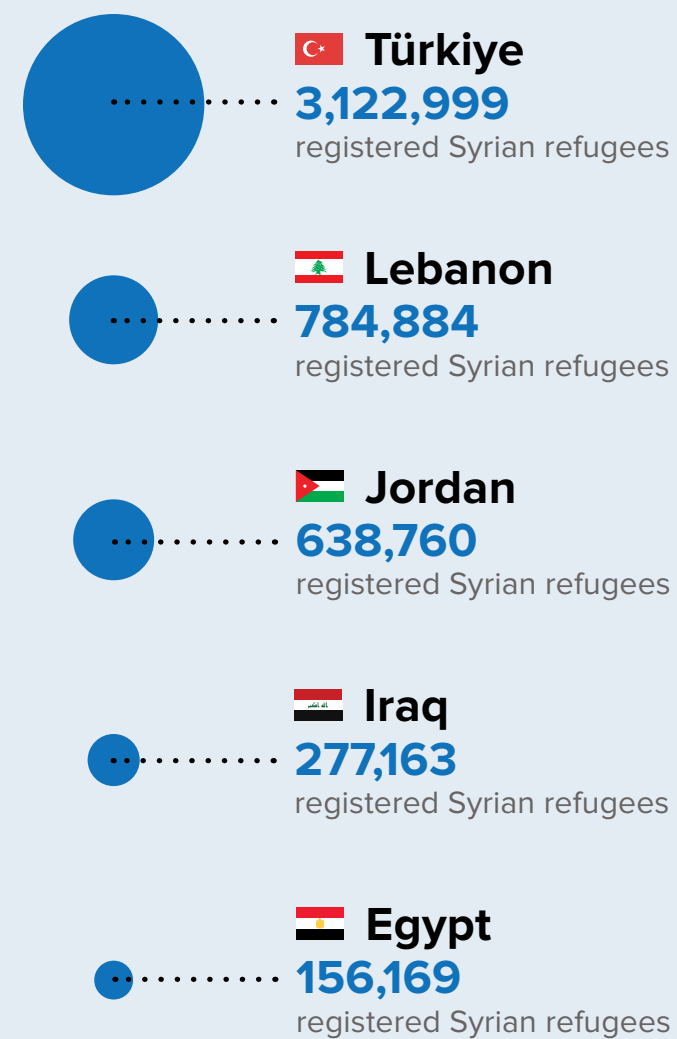 Türkiye
3,122,999
registered Syrian refugees
Lebanon
784,884
registered Syrian refugees
Jordan
638,760
registered Syrian refugees
Iraq
277,163
registered Syrian refugees
Egypt
156,169
registered Syrian refugees